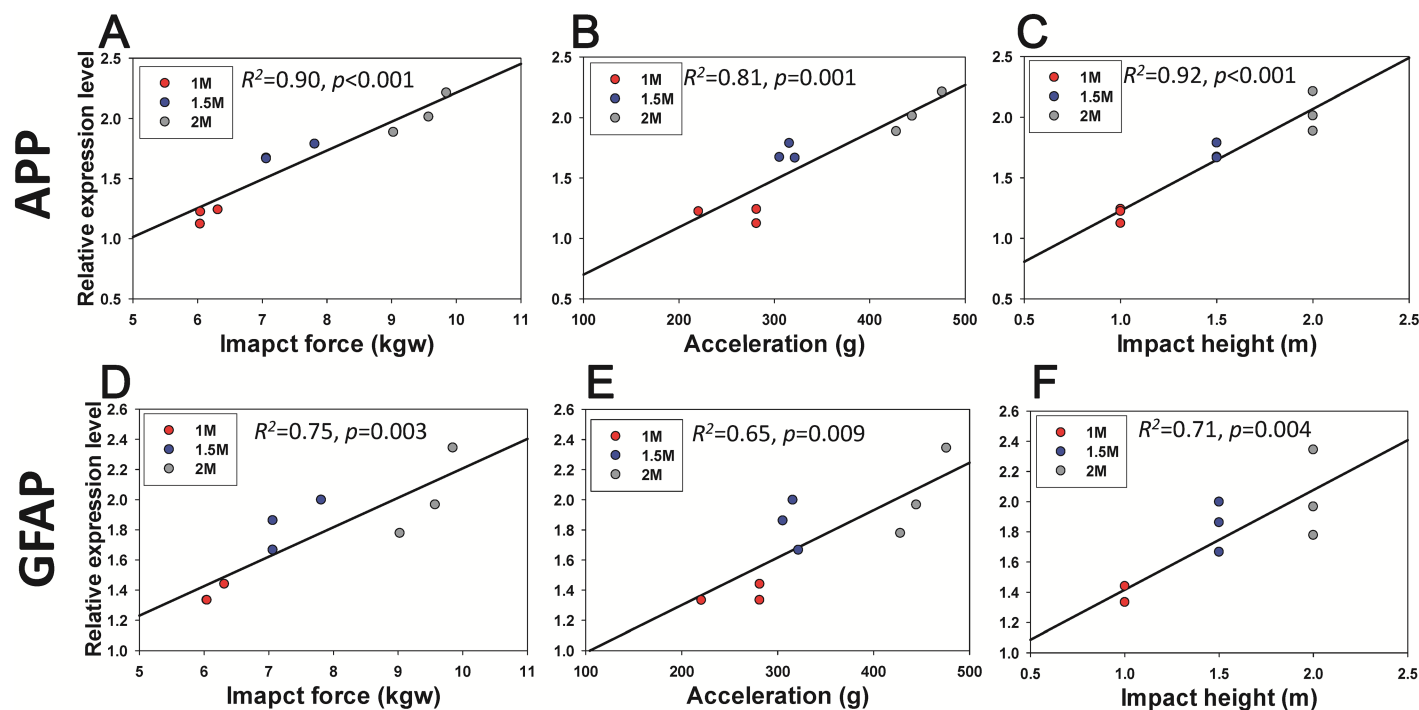 A
B
C
APP
Relative expression level
2.5
2.0
1.5
1.0
0.5
1M
1.5M
2M
R²=0.90, p<0.001
5 6 7 8 9 10 11
Imapct force (kgw)
2.5
2.0
1.5
1.0
0.5
1M
1.5M
2M
R²=0.81, p=0.001
100 200 300 400 500
Acceleration (g)
2.5
2.0
1.5
1.0
0.5
1M
1.5M
2M
R²=0.92, p<0.001
0.5 1.0 1.5 2.0 2.5
Impact height (m)
D
E
F
GFAP
Relative expression level
2.6
2.4
2.2
2.0
1.8
1.6
1.4
1.2
1.0
1M
1.5M
2M
R²=0.75, p=0.003
5 6 7 8 9 10 11
Imapct force (kgw)
2.6
2.4
2.2
2.0
1.8
1.6
1.4
1.2
1.0
1M
1.5M
2M
R²=0.65, p=0.009
100 200 300 400 500
Acceleration (g)
2.6
2.4
2.2
2.0
1.8
1.6
1.4
1.2
1.0
1M
1.5M
2M
R²=0.71, p=0.004
0.5 1.0 1.5 2.0 2.5
Impact height (m)